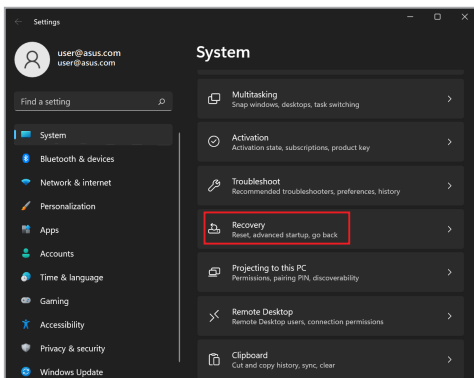 Settings
user@asus.com
user@asus.com
Find a setting
System
Bluetooth & devices
Network & internet
Personalization
Apps
Accounts
Time & language
Gaming
Accessibility
Privacy & security
Windows Update
System
Multitasking
Snap windows, desktops, task switching
Activation
Activation state, subscriptions, product key
Troubleshoot
Recommended troubleshooters, preferences, history
Recovery
Reset, advanced startup, go back
Projecting to this PC
Permissions, pairing PIN, discoverability
Remote Desktop
Remote Desktop users, connection permissions
Clipboard
Cut and copy history, sync, clear